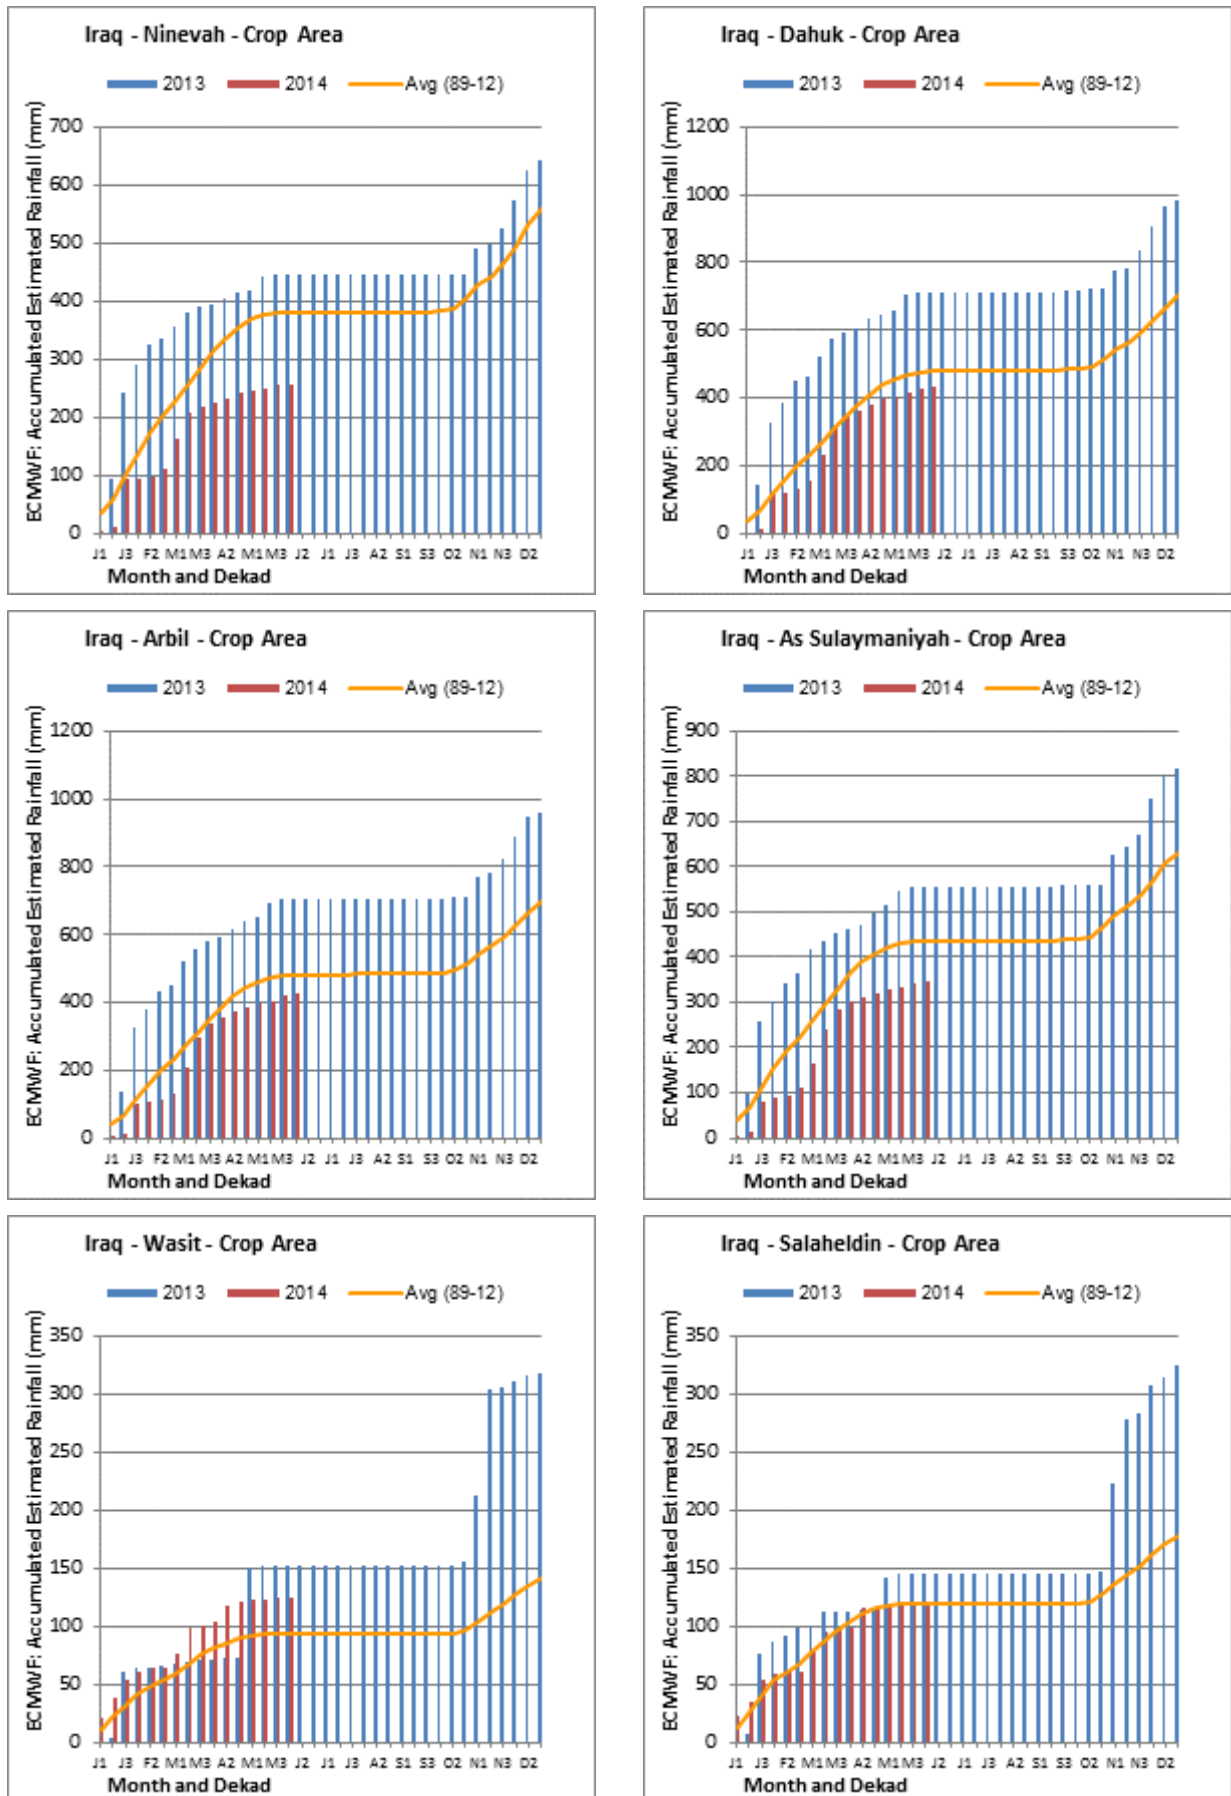 Iraq - Ninevah - Crop Area
2013 2014 Avg (89-12)
ECMWF: Accumulated Estimated Rainfall (mm)
700
600
500
400
300
200
100
0
J1 J3 F2 M1 M3 A2 M1 M3 J2 J1 J3 A2 S1 S3 O2 N1 N3 D2
Month and Dekad
Iraq - Dahuk - Crop Area
2013 2014 Avg (89-12)
ECMWF: Accumulated Estimated Rainfall (mm)
1200
1000
800
600
400
200
0
J1 J3 F2 M1 M3 A2 M1 M3 J2 J1 J3 A2 S1 S3 O2 N1 N3 D2
Month and Dekad
Iraq - Arbil - Crop Area
2013 2014 Avg (89-12)
ECMWF: Accumulated Estimated Rainfall (mm)
1200
1000
800
600
400
200
0
J1 J3 F2 M1 M3 A2 M1 M3 J2 J1 J3 A2 S1 S3 O2 N1 N3 D2
Month and Dekad
Iraq - As Sulaymaniyah - Crop Area
2013 2014 Avg (89-12)
ECMWF: Accumulated Estimated Rainfall (mm)
900
800
700
600
500
400
300
200
100
0
J1 J3 F2 M1 M3 A2 M1 M3 J2 J1 J3 A2 S1 S3 O2 N1 N3 D2
Month and Dekad
Iraq - Wasit - Crop Area
2013 2014 Avg (89-12)
ECMWF: Accumulated Estimated Rainfall (mm)
350
300
250
200
150
100
50
0
J1 J3 F2 M1 M3 A2 M1 M3 J2 J1 J3 A2 S1 S3 O2 N1 N3 D2
Month and Dekad
Iraq - Salaheldin - Crop Area
2013 2014 Avg (89-12)
ECMWF: Accumulated Estimated Rainfall (mm)
350
300
250
200
150
100
50
0
J1 J3 F2 M1 M3 A2 M1 M3 J2 J1 J3 A2 S1 S3 O2 N1 N3 D2
Month and Dekad